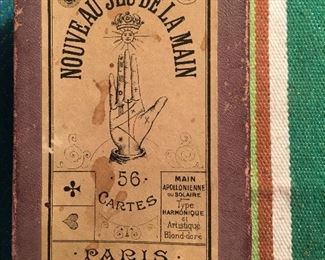 NOUVEAU JEU DE LA MAIN
56
CARTES
MAIN
APOLLONIENNE
OU SOLAIRE
Type
HARMONIQUE
et
Artistique
Blond-doré
PARIS